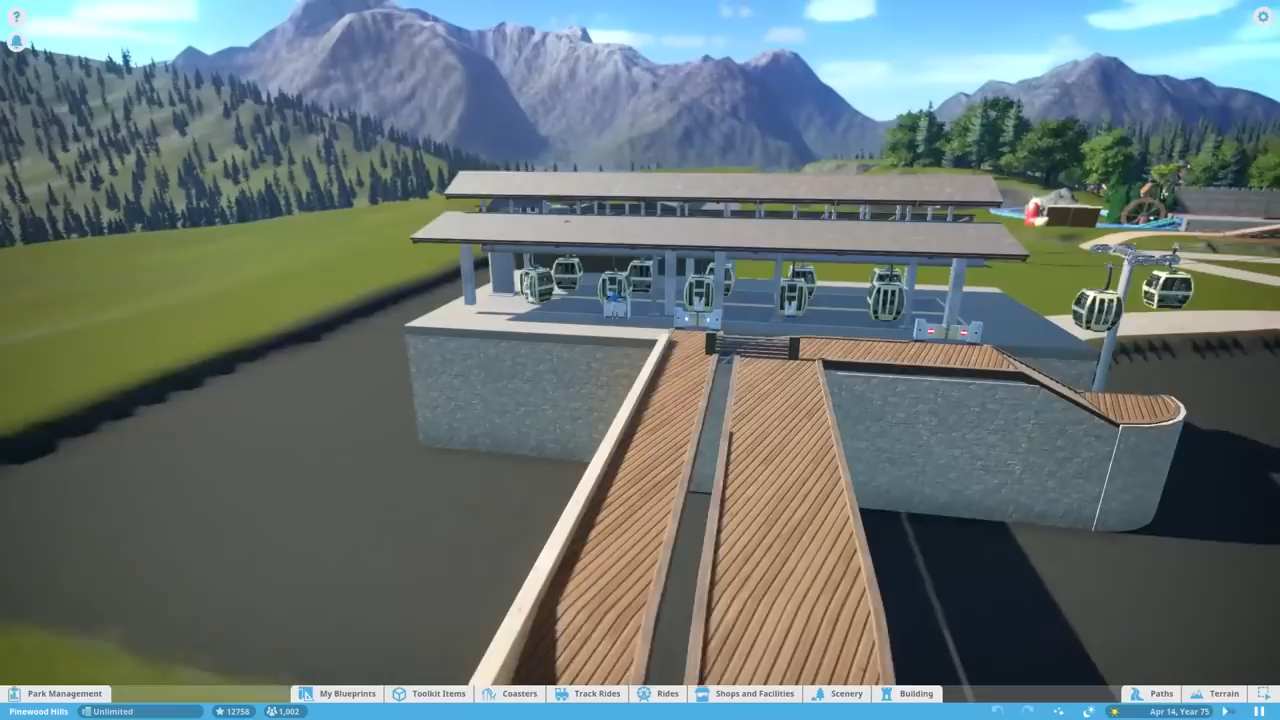 ?
Park Management
My Blueprints
Toolkit Items
Coasters
Track Rides
Rides
Shops and Facilities
Scenery
Building
Paths
Terrain
Pinewood Hills
Unlimited
12758
1,002
Apr 14, Year 75